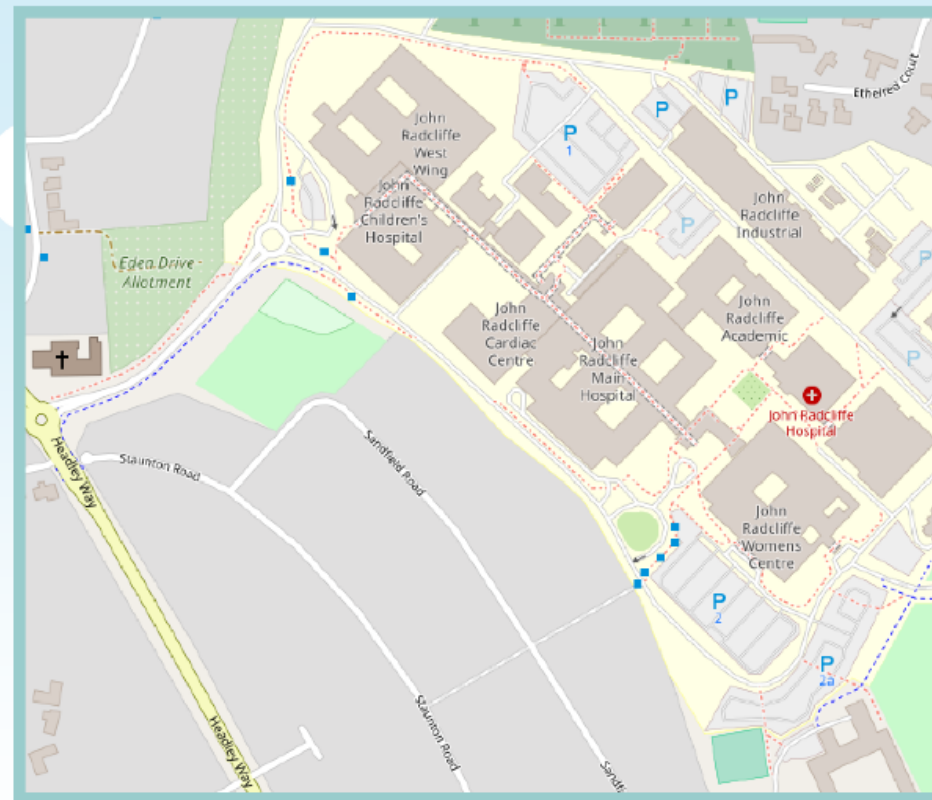 Ethelred Court
P
P
P
1
John
Radcliffe
West
Wing
John
Radcliffe
Children's
Hospital
John
Radcliffe
Industrial
P
P
Eden Drive
Allotment
John
Radcliffe
Cardiac
Centre
John
Radcliffe
Academic
John
Radcliffe
Main
Hospital
P
John Radcliffe
Hospital
Headley Way
Staunton Road
Sandfield Road
John
Radcliffe
Womens
Centre
P
2
P
2a
Staunton Road
Headley Way
Sandfi